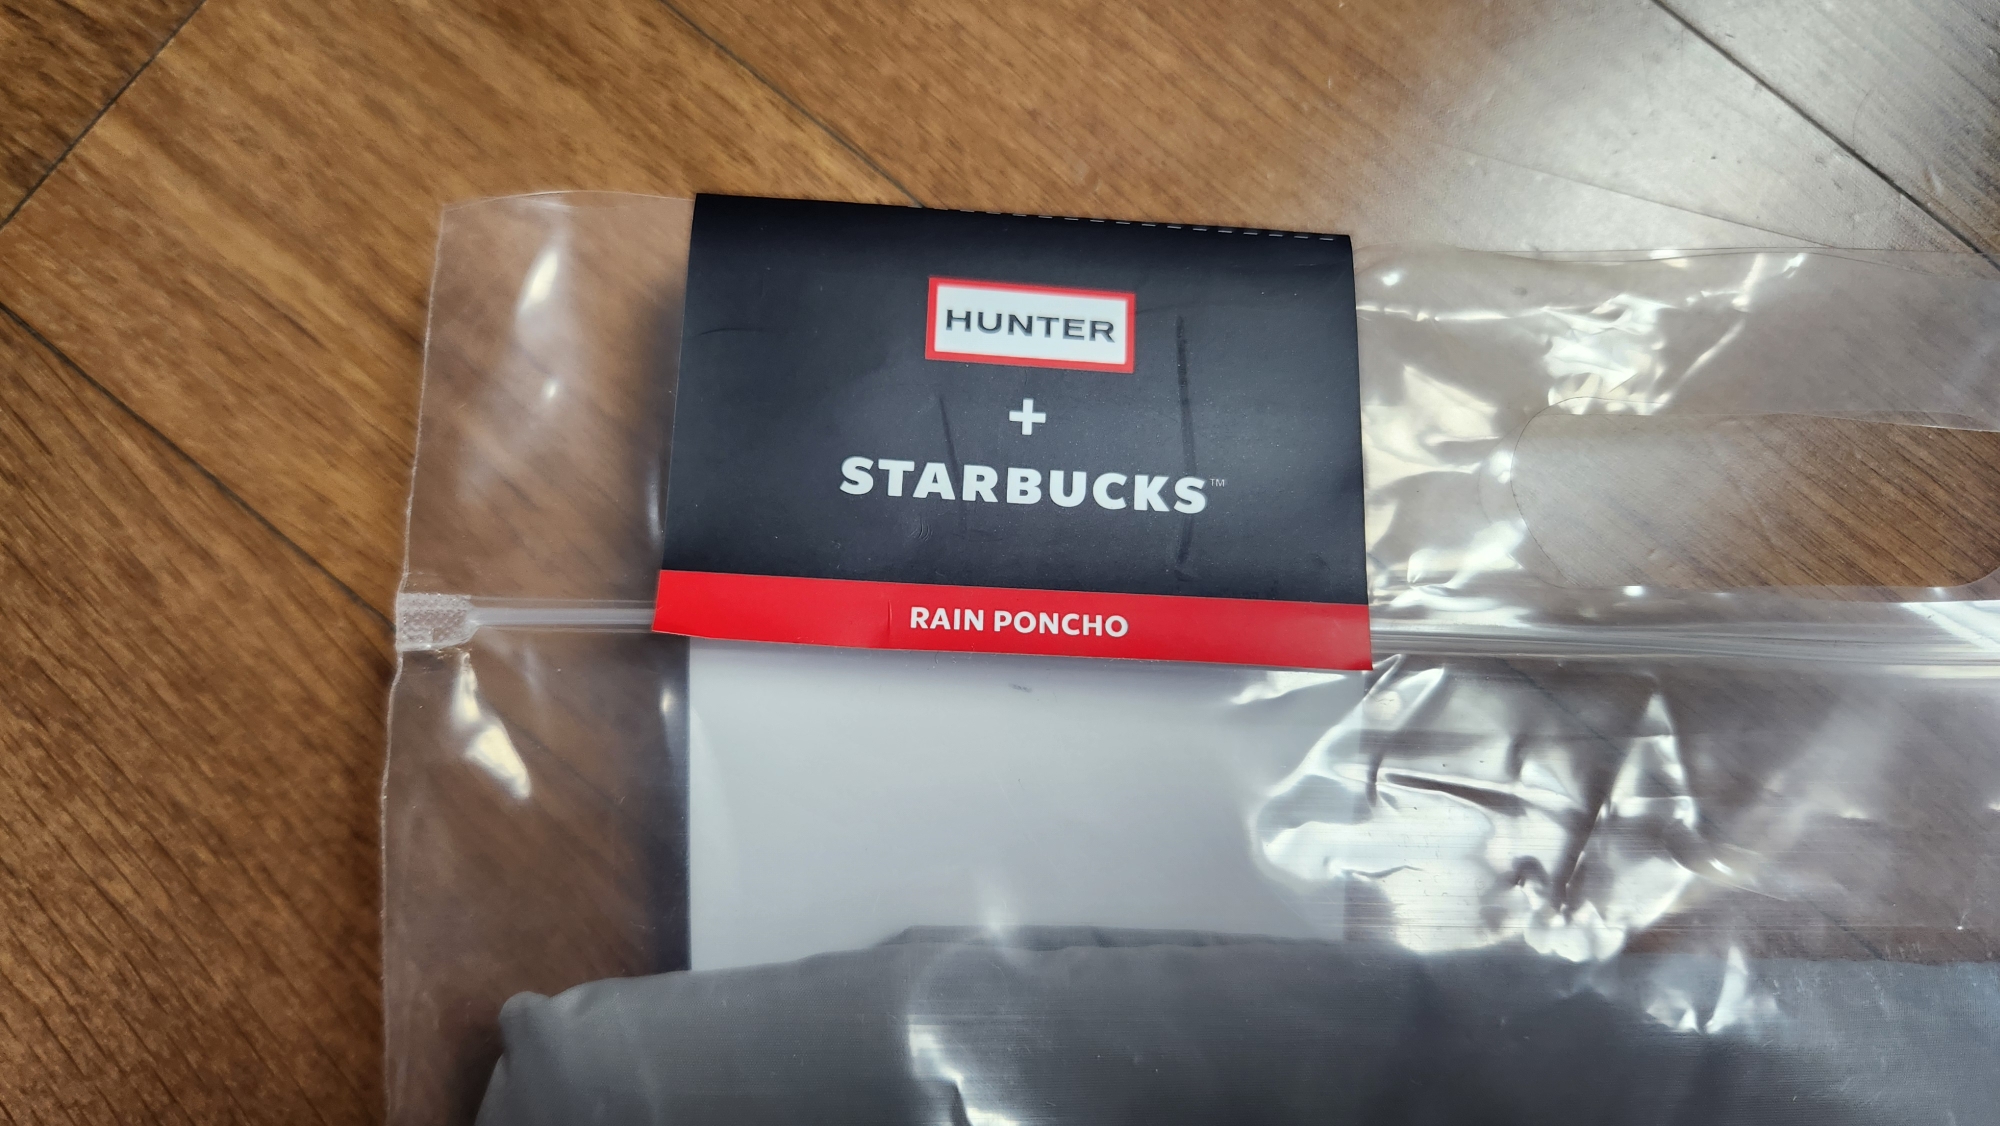 HUNTER
+
STARBUCKS™
RAIN PONCHO